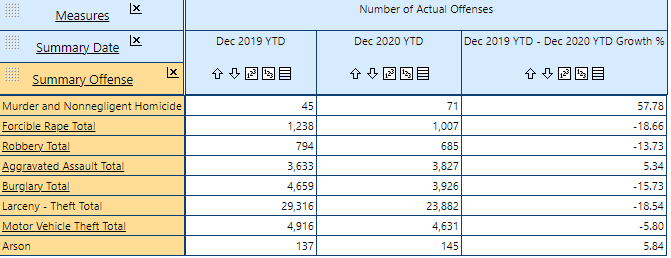 Measures
Number of Actual Offenses
Summary Date
Dec 2019 YTD Dec 2020 YTD Dec 2019 YTD - Dec 2020 YTD Growth %
Summary Offense
Murder and Nonnegligent Homicide 45 71 57.78
Forcible Rape Total 1,238 1,007 -18.66
Robbery Total 794 685 -13.73
Aggravated Assault Total 3,633 3,827 5.34
Burglary Total 4,659 3,926 -15.73
Larceny - Theft Total 29,316 23,882 -18.54
Motor Vehicle Theft Total 4,916 4,631 -5.80
Arson 137 145 5.84